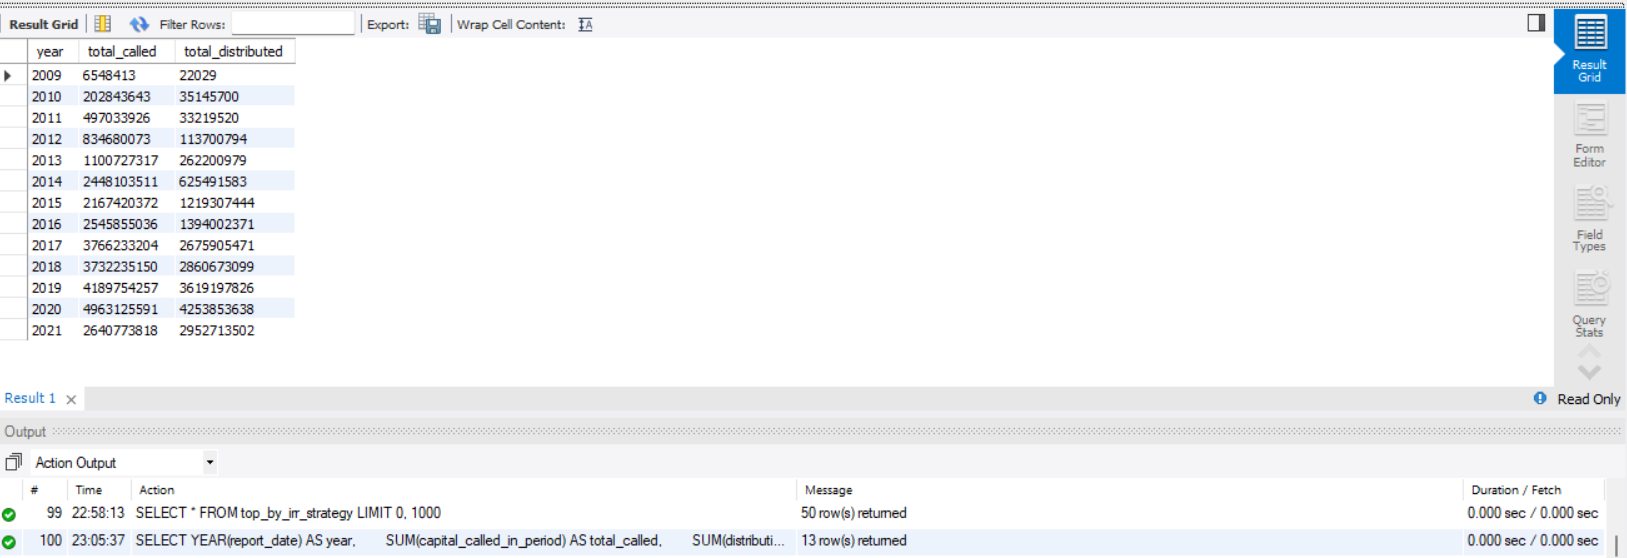 Result Grid Filter Rows: Export: Wrap Cell Content: IA
year total_called total_distributed
2009 6548413 22029
2010 202843643 35145700
2011 497033926 33219520
2012 834680073 113700794
2013 1100727317 262200979
2014 2448103511 625491583
2015 2167420372 1219307444
2016 2545855036 1394002371
2017 3766233204 2675905471
2018 3732235150 2860673099
2019 4189754257 3619197826
2020 4963125591 4253853638
2021 2640773818 2952713502
Result
Grid
Form
Editor
Field
Types
Query
Stats
Result 1 × Read Only
Output
Action Output
# Time Action Message Duration / Fetch
99 22:58:13 SELECT * FROM top_by_irr_strategy LIMIT 0, 1000 50 row(s) returned 0.000 sec / 0.000 sec
100 23:05:37 SELECT YEAR(report_date) AS year, SUM(capital_called_in_period) AS total_called, SUM(distributi... 13 row(s) returned 0.000 sec / 0.000 sec